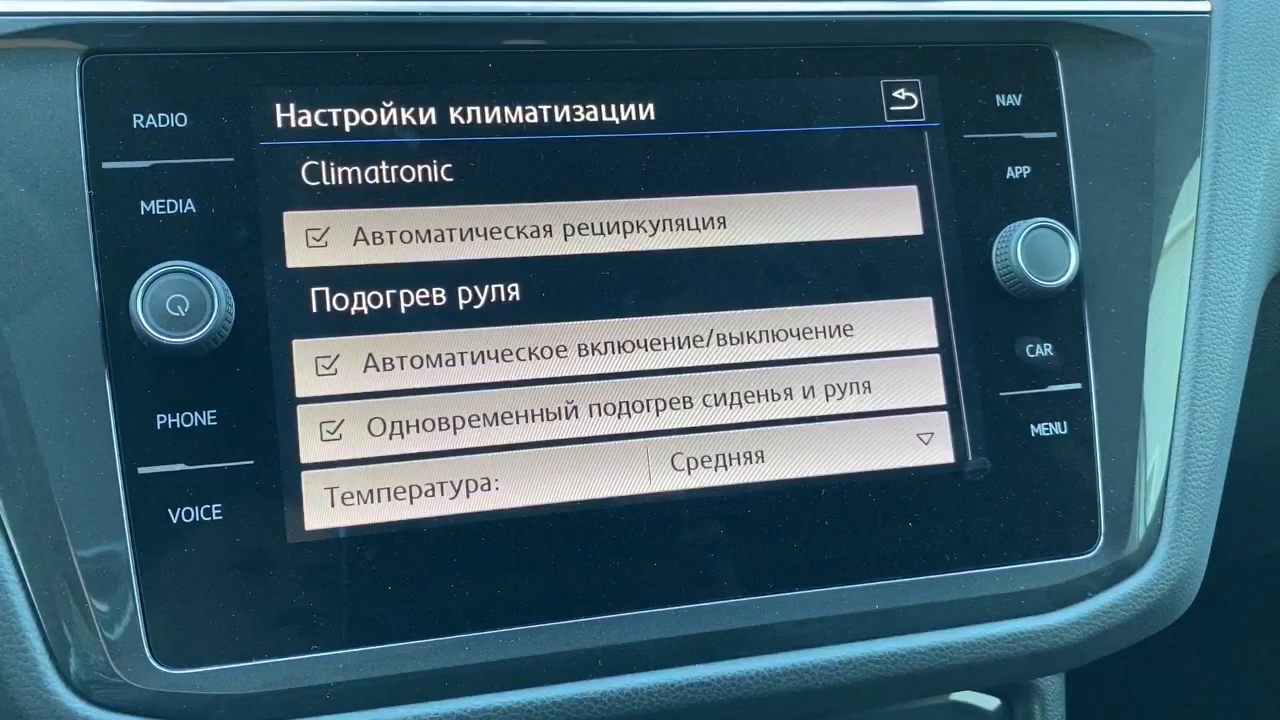 RADIO
MEDIA
PHONE
VOICE
Настройки климатизации
Climatronic
Автоматическая рециркуляция
Подогрев руля
Автоматическое включение/выключение
Одновременный подогрев сиденья и руля
Температура: Средняя
NAV
APP
CAR
MENU